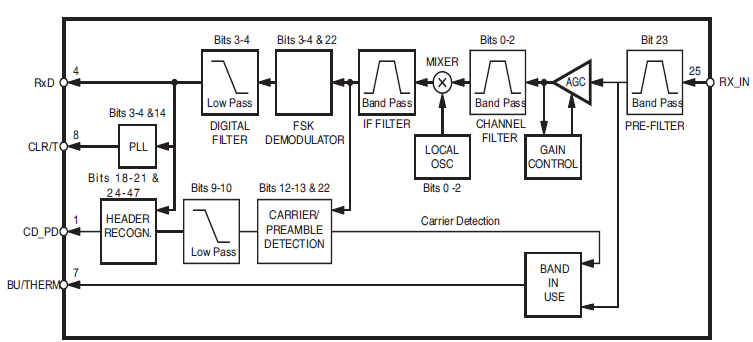 Bits 3-4
Bits 3-4 & 22
Bits 0-2
Bit 23
MIXER
4
25
RxD
AGC
RX_IN
Low Pass
Band Pass
Band Pass
Band Pass
Bits 3-4 &14
DIGITAL
FILTER
FSK
DEMODULATOR
IF FILTER
CHANNEL
FILTER
PRE-FILTER
8
CLR/T
PLL
LOCAL
OSC
GAIN
CONTROL
Bits 18-21 &
24-47
Bits 9-10
Bits 12-13 & 22
Bits 0 -2
1
CD_PD
HEADER
RECOGN.
Low Pass
CARRIER/
PREAMBLE
DETECTION
Carrier Detection
7
BU/THERM
BAND
IN
USE